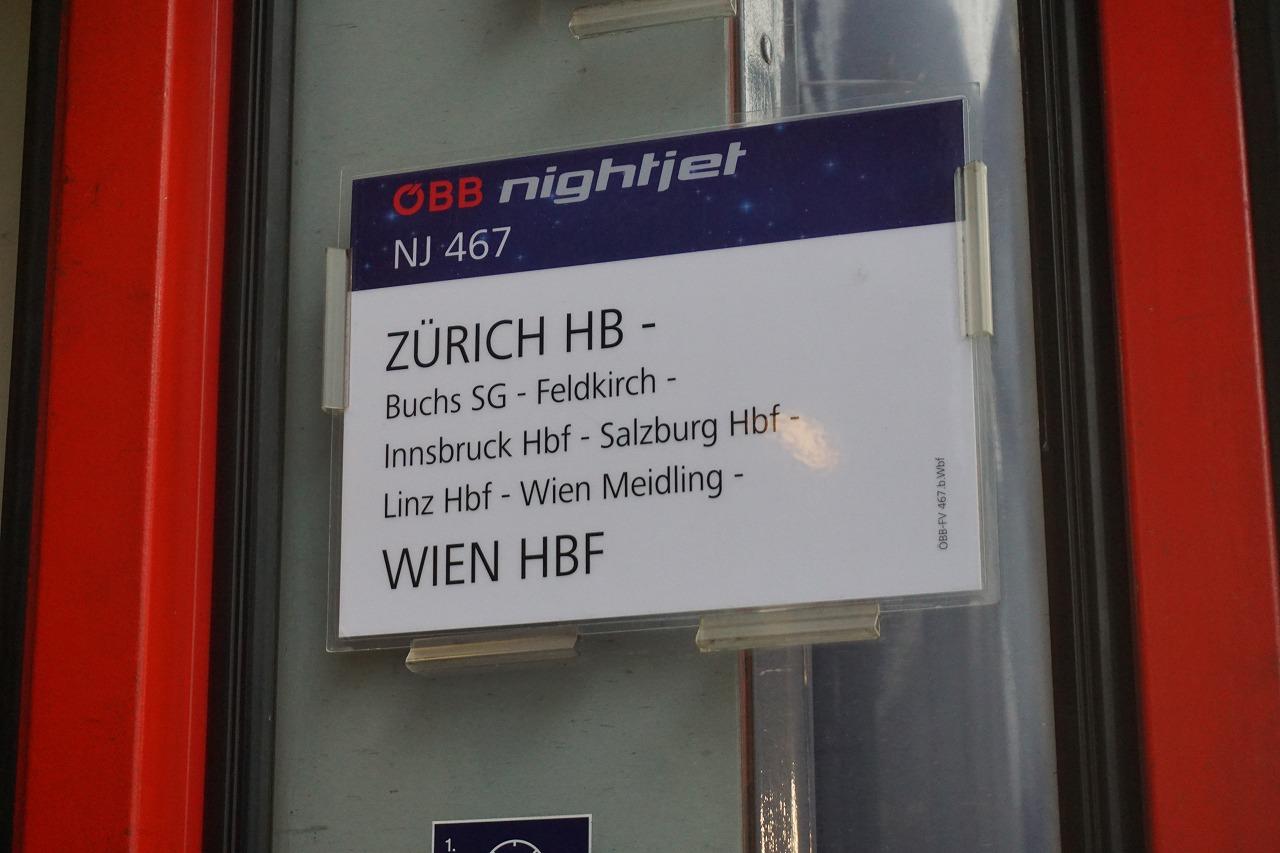 ÖBB nightjet
NJ 467
ZÜRICH HB -
Buchs SG - Feldkirch -
Innsbruck Hbf - Salzburg Hbf -
Linz Hbf - Wien Meidling -
WIEN HBF
ÖBB-FV 467.b.Wbf
1.